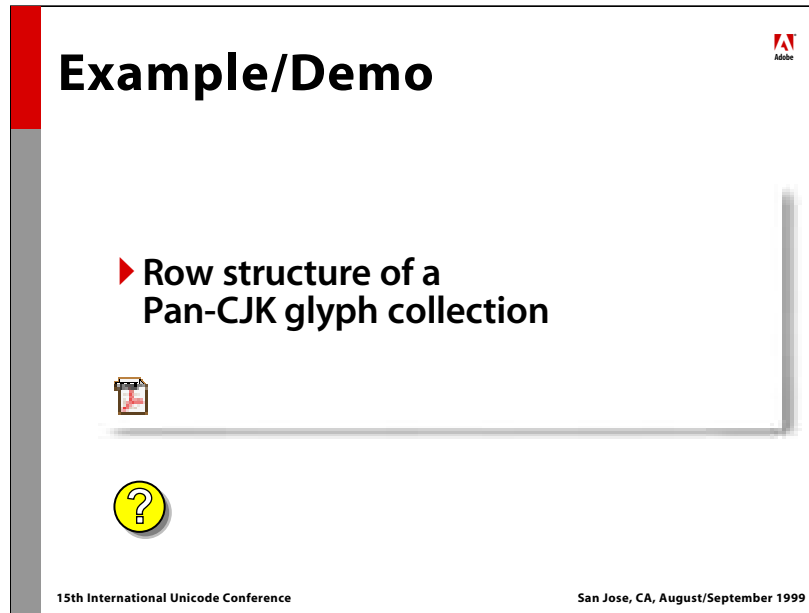 Example/Demo
Adobe
Row structure of a
Pan-CJK glyph collection
?
15th International Unicode Conference
San Jose, CA, August/September 1999